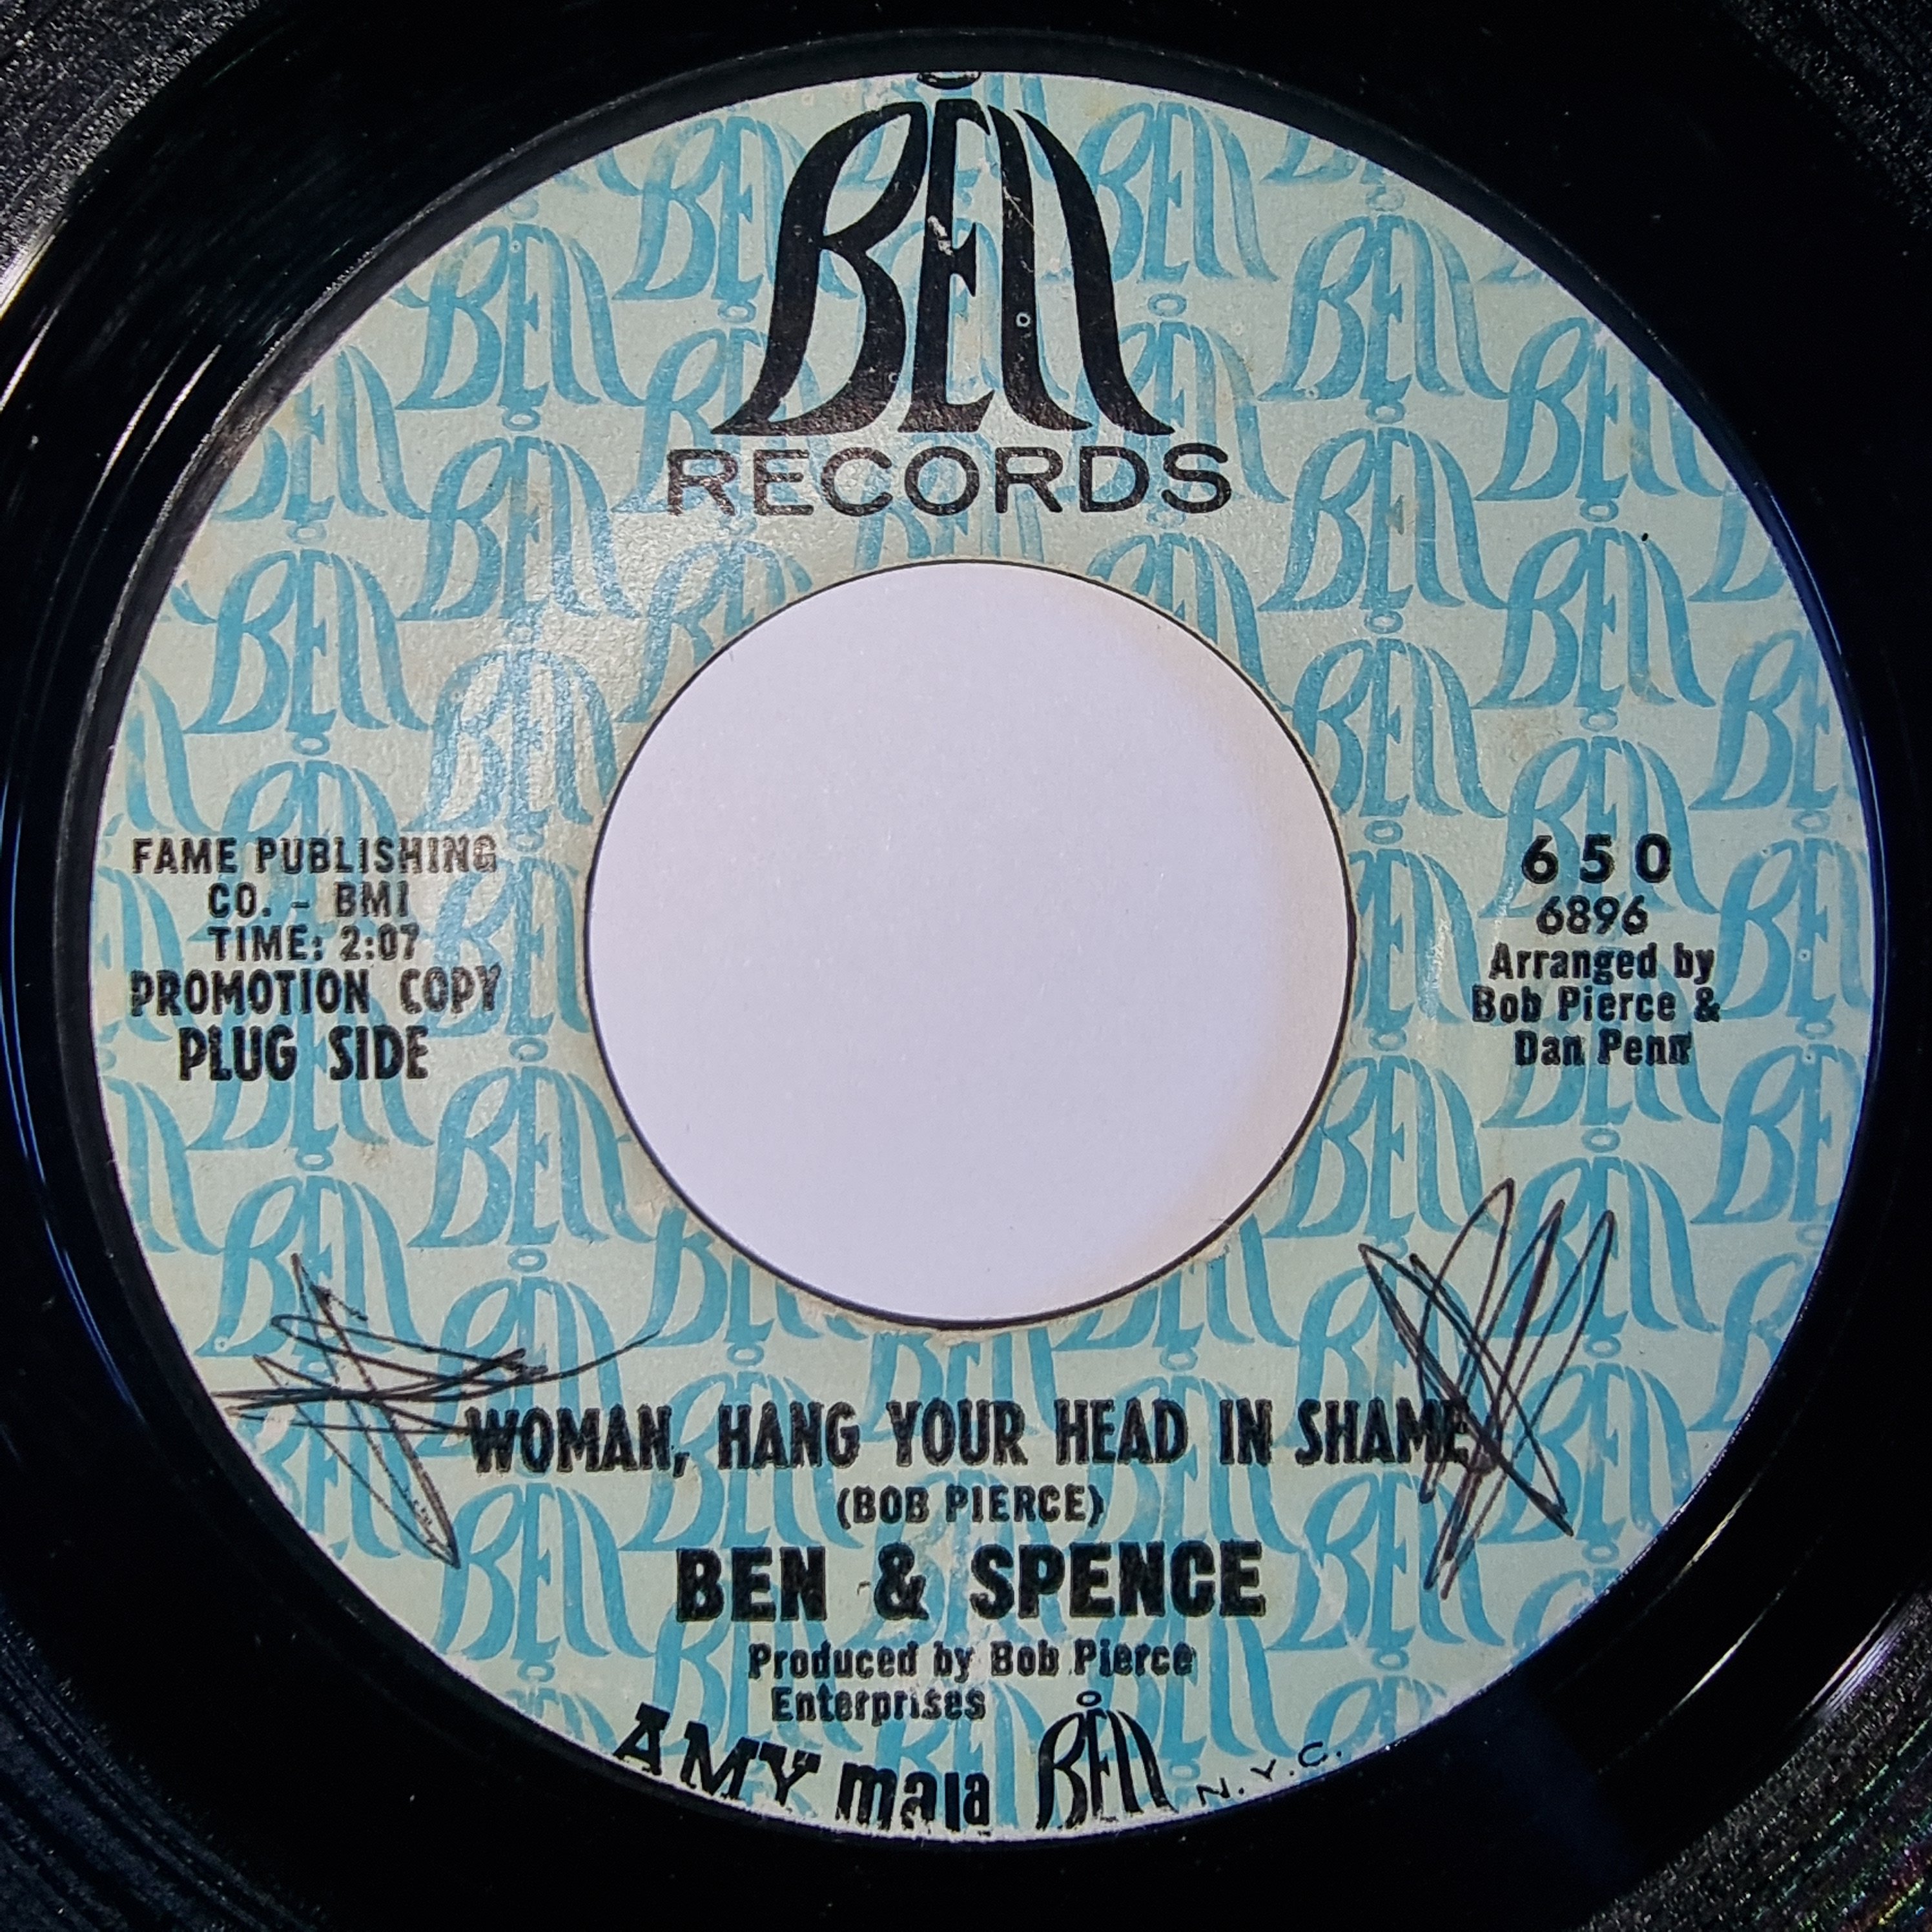 BELL
RECORDS
FAME PUBLISHING
CO. - BMI
TIME: 2:07
PROMOTION COPY
PLUG SIDE
650
6896
Arranged by
Bob Pierce &
Dan Penn
WOMAN, HANG YOUR HEAD IN SHAME
(BOB PIERCE)
BEN & SPENCE
Produced by Bob Pierce
Enterprises
AMY mala BELL N.Y.C.